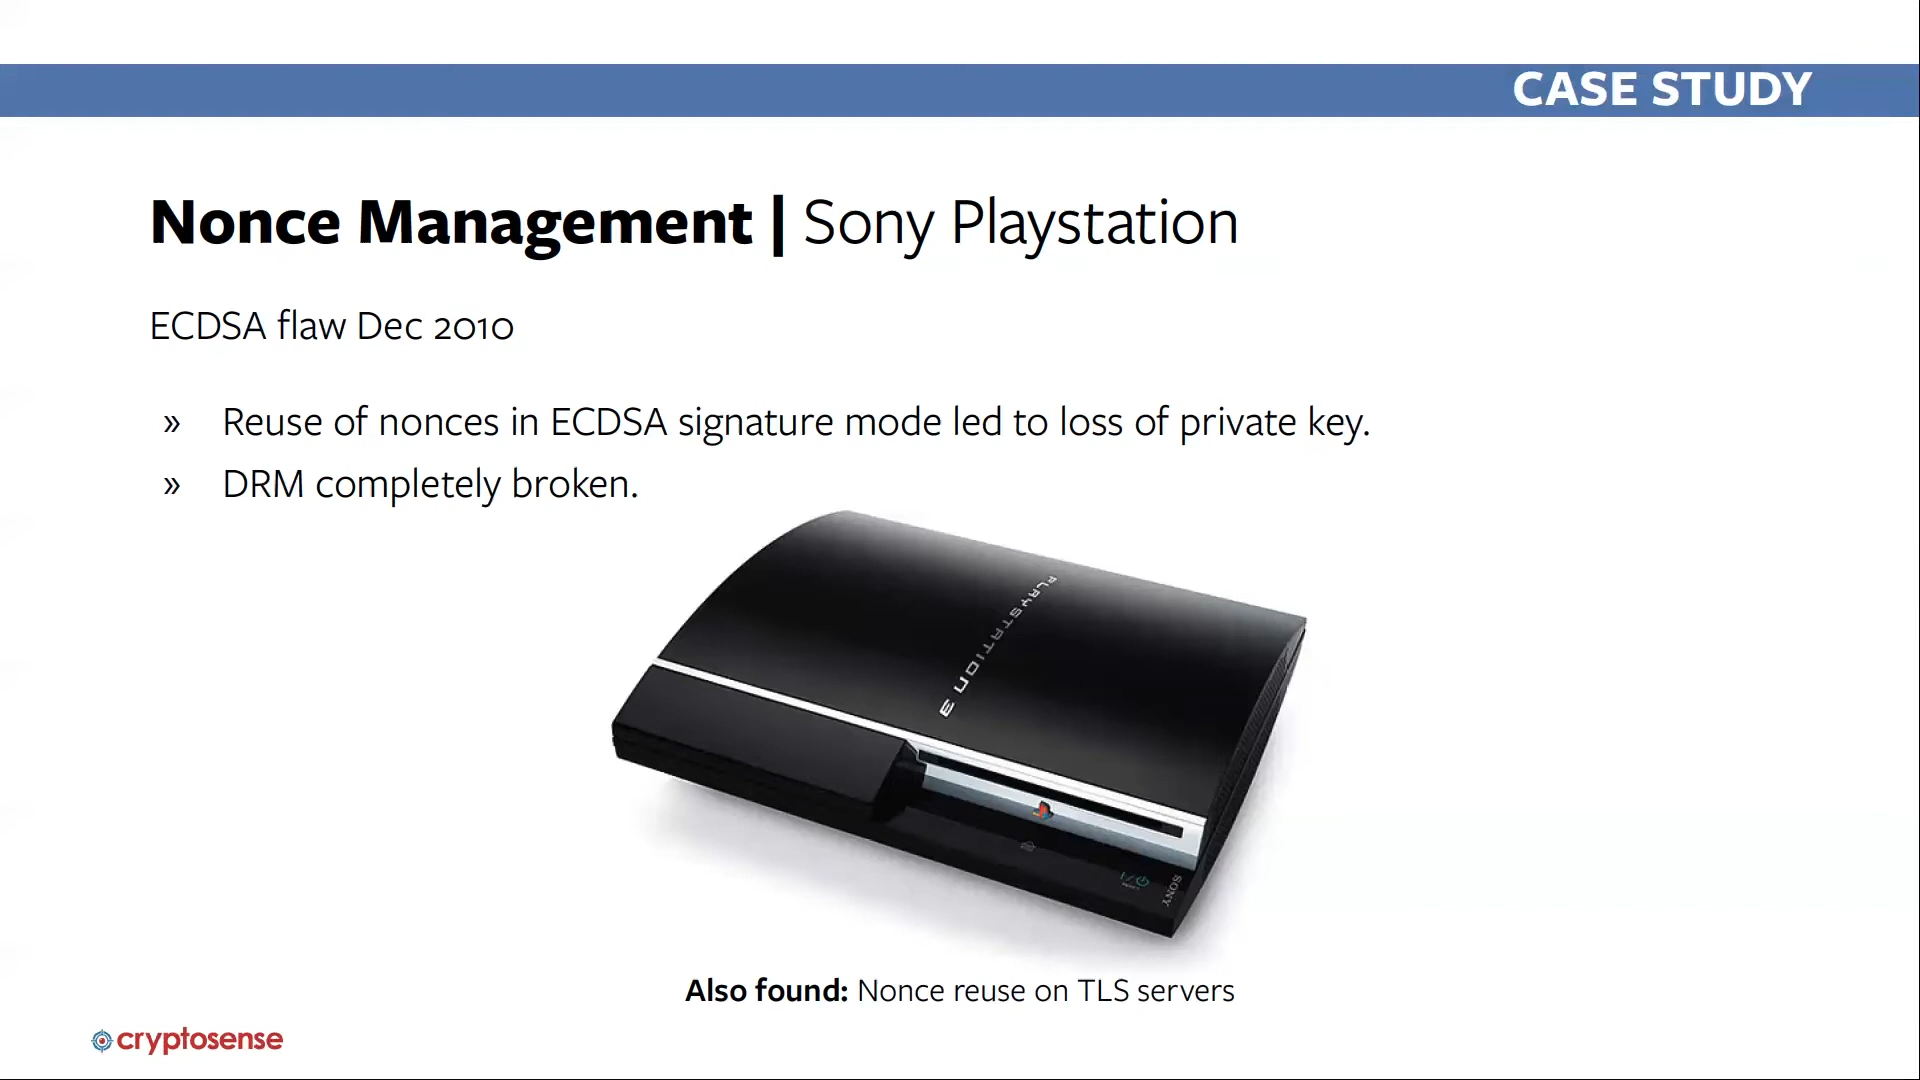 CASE STUDY
Nonce Management | Sony Playstation
ECDSA flaw Dec 2010
» Reuse of nonces in ECDSA signature mode led to loss of private key.
» DRM completely broken.
PLAYSTATION 3
SONY
Also found: Nonce reuse on TLS servers
cryptosense